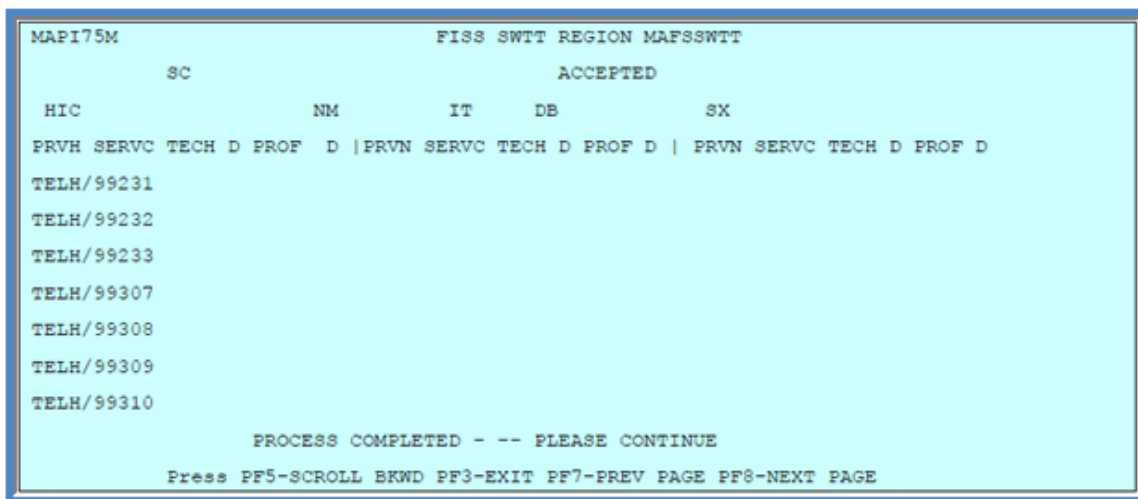 MAPI75M FISS SWTT REGION MAFSSWTT
SC ACCEPTED
HIC NM IT DB SX
PRVH SERVC TECH D PROF D |PRVN SERVC TECH D PROF D | PRVN SERVC TECH D PROF D
TELH/99231
TELH/99232
TELH/99233
TELH/99307
TELH/99308
TELH/99309
TELH/99310
PROCESS COMPLETED - -- PLEASE CONTINUE
Press PF5-SCROLL BKWD PF3-EXIT PF7-PREV PAGE PF8-NEXT PAGE